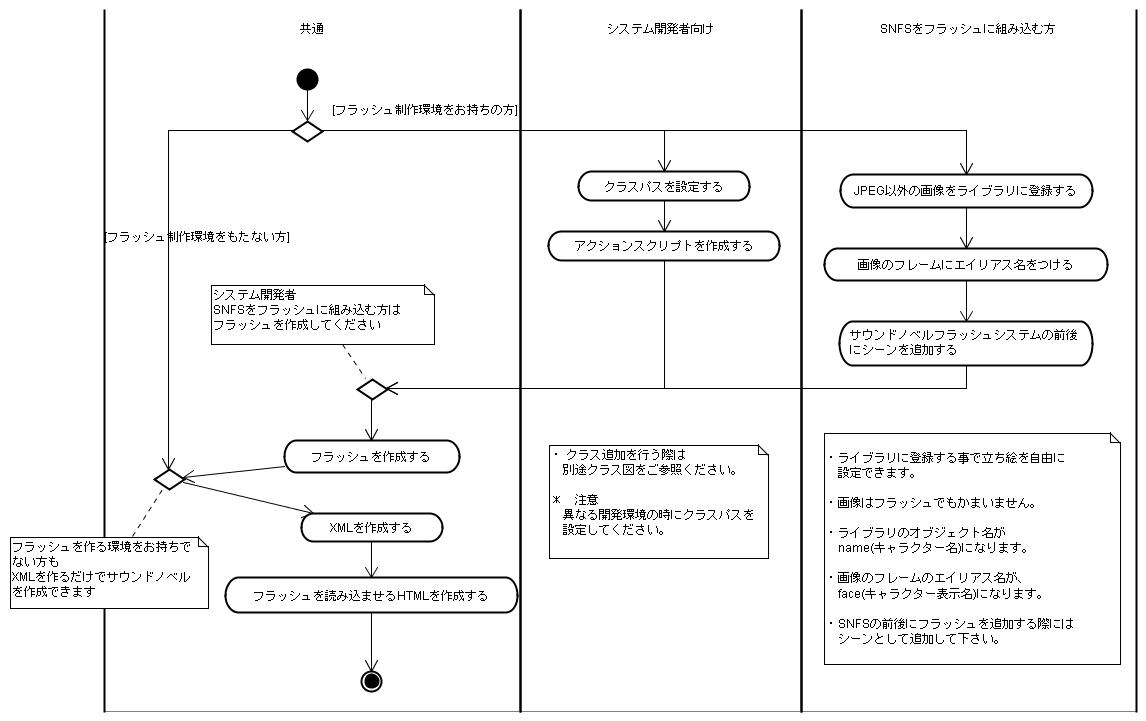 共通
システム開発者向け
SNFSをフラッシュに組み込む方
[フラッシュ制作環境をお持ちの方]
クラスパスを設定する
JPEG以外の画像をライブラリに登録する
[フラッシュ制作環境をもたない方]
アクションスクリプトを作成する
画像のフレームにエイリアス名をつける
システム開発者
SNFSをフラッシュに組み込む方は
フラッシュを作成してください
サウンドノベルフラッシュシステムの前後
にシーンを追加する
フラッシュを作成する
・ クラス追加を行う際は
別途クラス図をご参照ください。
＊ 注意
異なる開発環境の時にクラスパスを
設定してください。
・ライブラリに登録する事で立ち絵を自由に
設定できます。
・画像はフラッシュでもかまいません。
・ライブラリのオブジェクト名が
name(キャラクター名)になります。
・画像のフレームのエイリアス名が、
face(キャラクター表示名)になります。
・SNFSの前後にフラッシュを追加する際には
シーンとして追加して下さい。
XMLを作成する
フラッシュを作る環境をお持ちで
ない方も
XMLを作るだけでサウンドノベル
を作成できます
フラッシュを読み込ませるHTMLを作成する